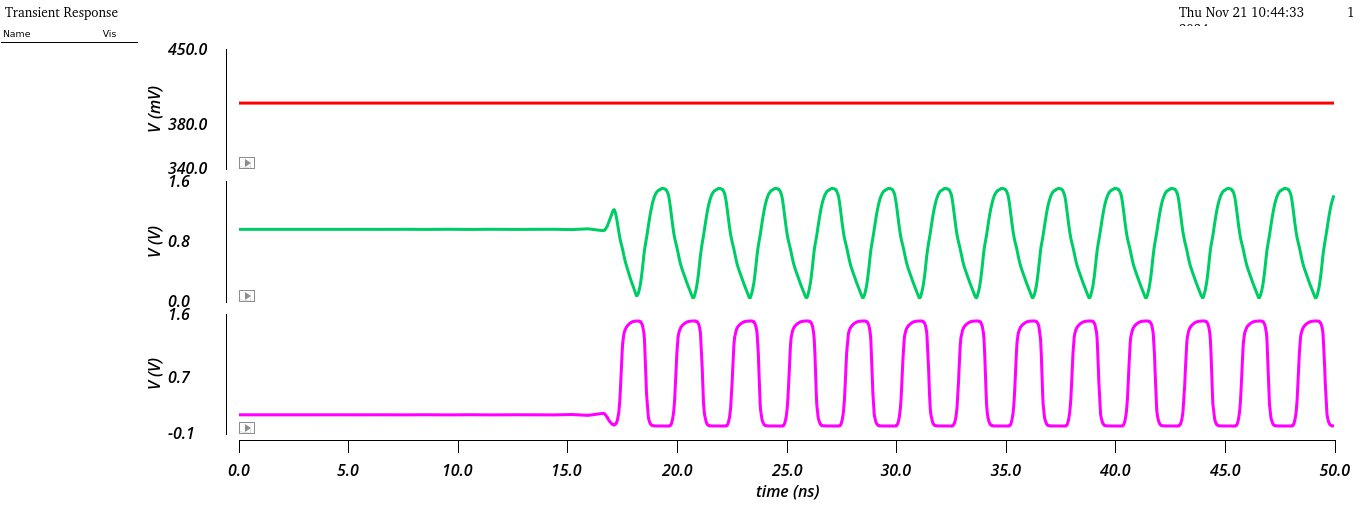 Transient Response
Thu Nov 21 10:44:33 1
Name Vis
450.0
380.0
340.0
V (mV)
1.6
0.8
0.0
V (V)
1.6
0.7
-0.1
V (V)
0.0 5.0 10.0 15.0 20.0 25.0 30.0 35.0 40.0 45.0 50.0
time (ns)